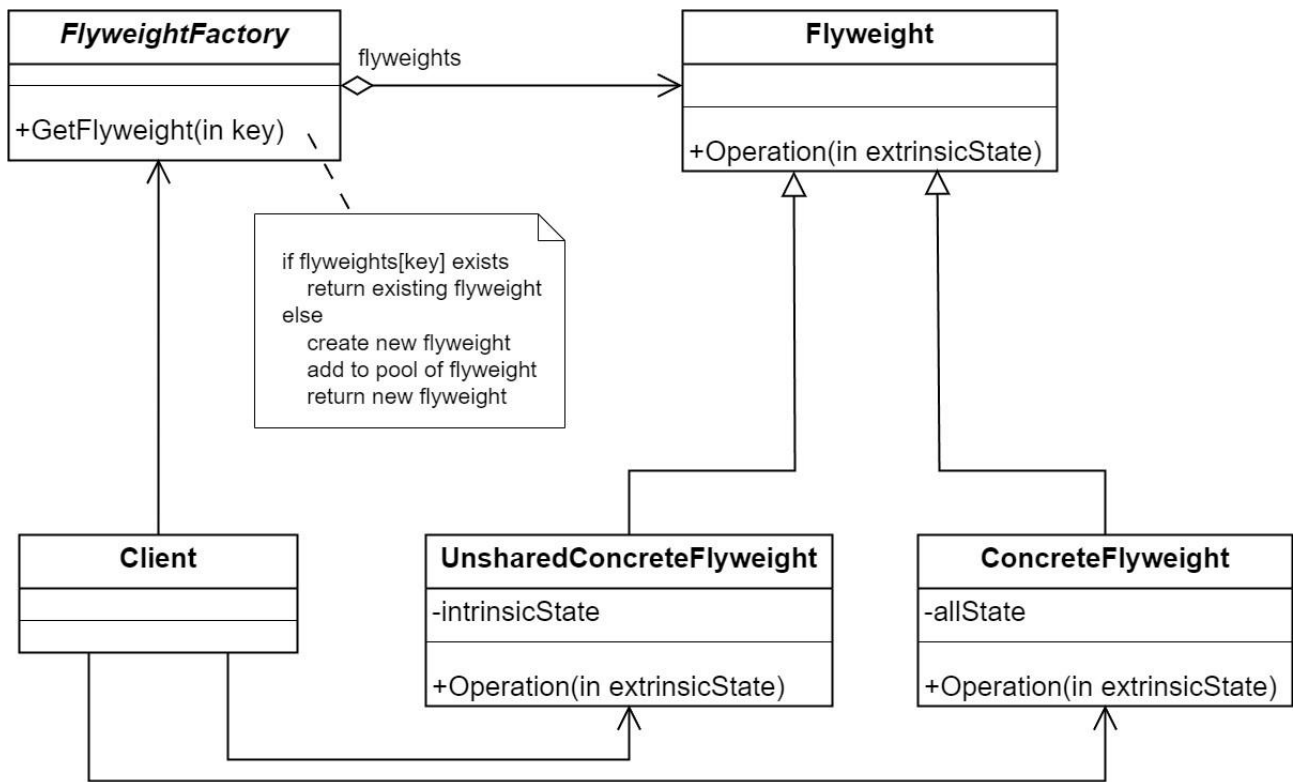 FlyweightFactory
+GetFlyweight(in key)
flyweights
Flyweight
+Operation(in extrinsicState)
if flyweights[key] exists
return existing flyweight
else
create new flyweight
add to pool of flyweight
return new flyweight
Client
UnsharedConcreteFlyweight
-intrinsicState
+Operation(in extrinsicState)
ConcreteFlyweight
-allState
+Operation(in extrinsicState)